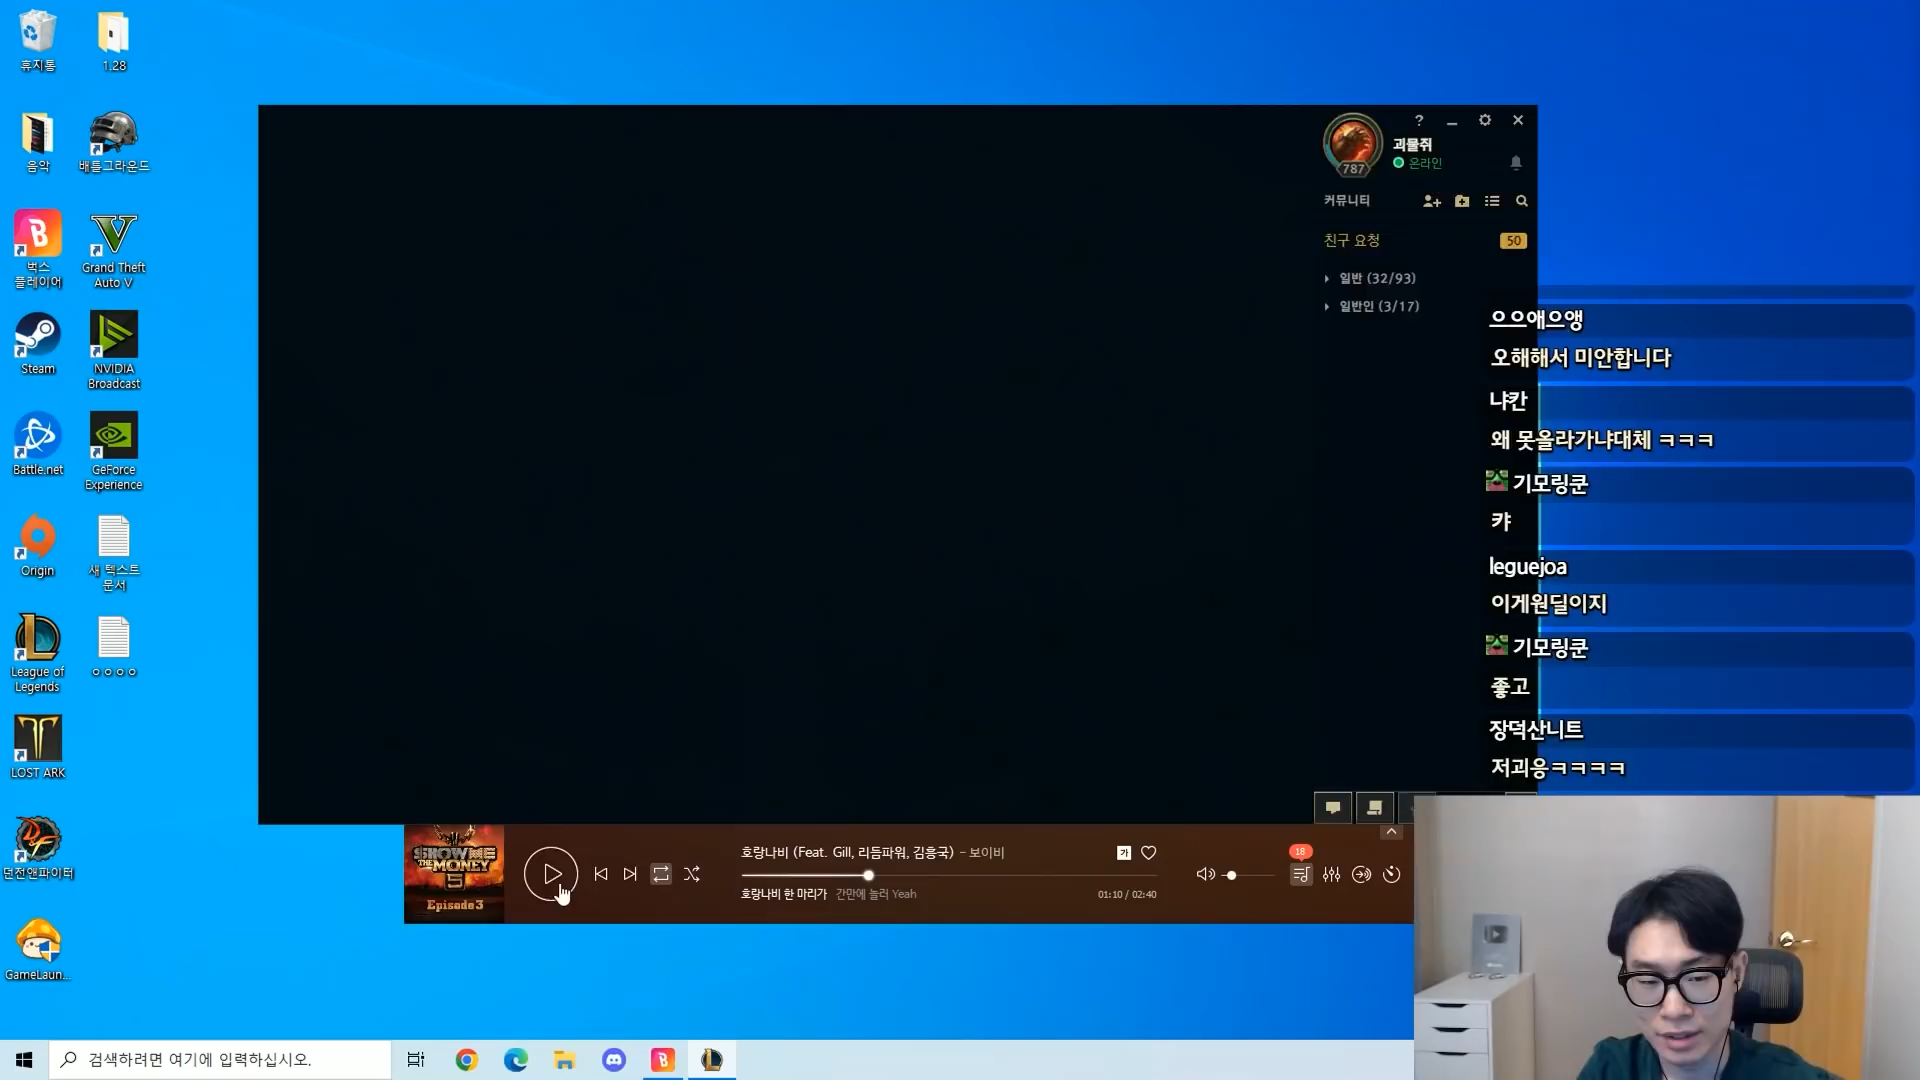 휴지통
1.28
음악
배틀그라운드
벅스
플레이어
Grand Theft
Auto V
Steam
NVIDIA
Broadcast
Battle.net
GeForce
Experience
Origin
새 텍스트
문서
League of
Legends
ㅇㅇㅇㅇ
LOST ARK
던전앤파이터
GameLaun...
787
괴물쥐
온라인
커뮤니티
친구 요청
50
일반 (32/93)
일반인 (3/17)
으으애으앵
오해해서 미안합니다
냐칸
왜 못올라가냐대체 ㅋㅋㅋ
기모링쿤
캬
leguejoa
이게원딜이지
기모링쿤
좋고
장덕산니트
저괴응ㅋㅋㅋㅋ
SHOW ME
THE MONEY
5
Episode 3
호랑나비 (Feat. Gill, 리듬파워, 김흥국) - 보이비
가
호랑나비 한 마리가 간만에 놀러 Yeah
01:10 / 02:40
18
검색하려면 여기에 입력하십시오.